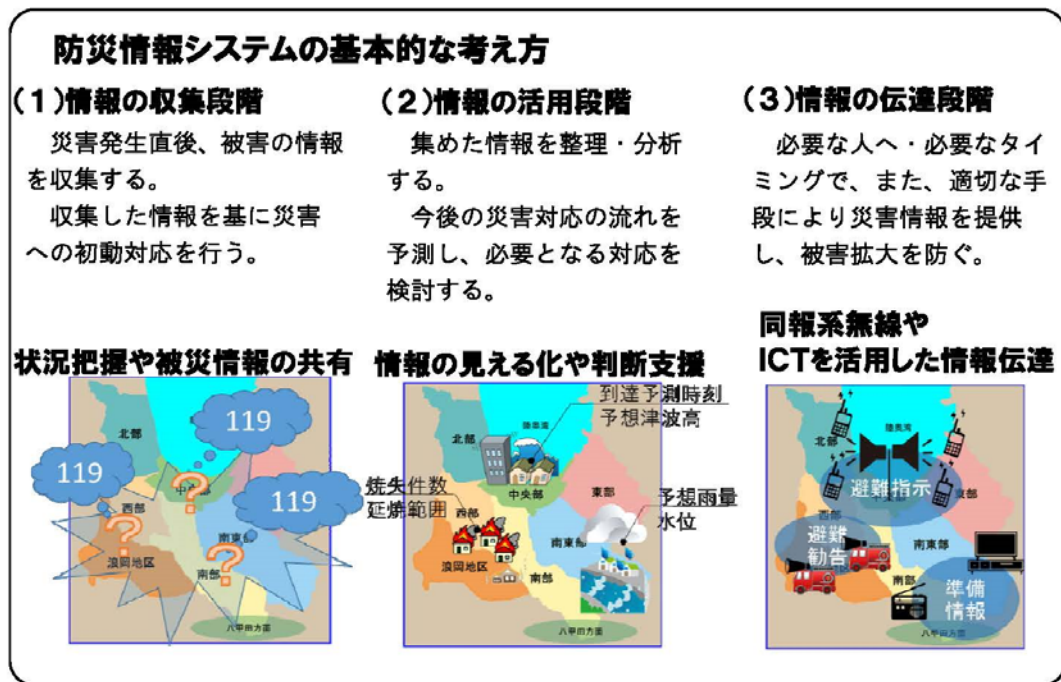 防災情報システムの基本的な考え方
(1)情報の収集段階
災害発生直後、被害の情報
を収集する。
収集した情報を基に災害
への初動対応を行う。
状況把握や被災情報の共有
北部
119
119
119
?
中央部
西部
?
南東部
?
浪岡地区
南部
八甲田方面
(2)情報の活用段階
集めた情報を整理・分析
する。
今後の災害対応の流れを
予測し、必要となる対応を
検討する。
情報の見える化や判断支援
到達予測時刻
予想津波高
陸奥湾
北部
中央部
東部
焼失件数
延焼範囲
予想雨量
水位
西部
南東部
浪岡地区
南部
八甲田方面
(3)情報の伝達段階
必要な人へ・必要なタイ
ミングで、また、適切な手
段により災害情報を提供
し、被害拡大を防ぐ。
同報系無線や
ICTを活用した情報伝達
陸奥湾
北部
避難指示
東部
西部
避難
勧告
南東部
南部
準備
情報
八甲田方面